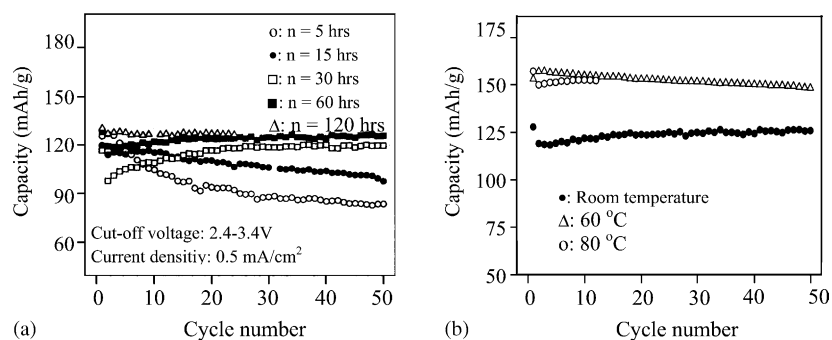 180
150
120
90
60
Capacity (mAh/g)
○: n = 5 hrs
●: n = 15 hrs
□: n = 30 hrs
■: n = 60 hrs
Δ: n = 120 hrs
Cut-off voltage: 2.4-3.4V
Current densitiy: 0.5 mA/cm²
0 10 20 30 40 50
(a) Cycle number
175
150
125
100
75
50
Capacity (mAh/g)
●: Room temperature
Δ: 60 °C
o: 80 °C
0 10 20 30 40 50
(b) Cycle number